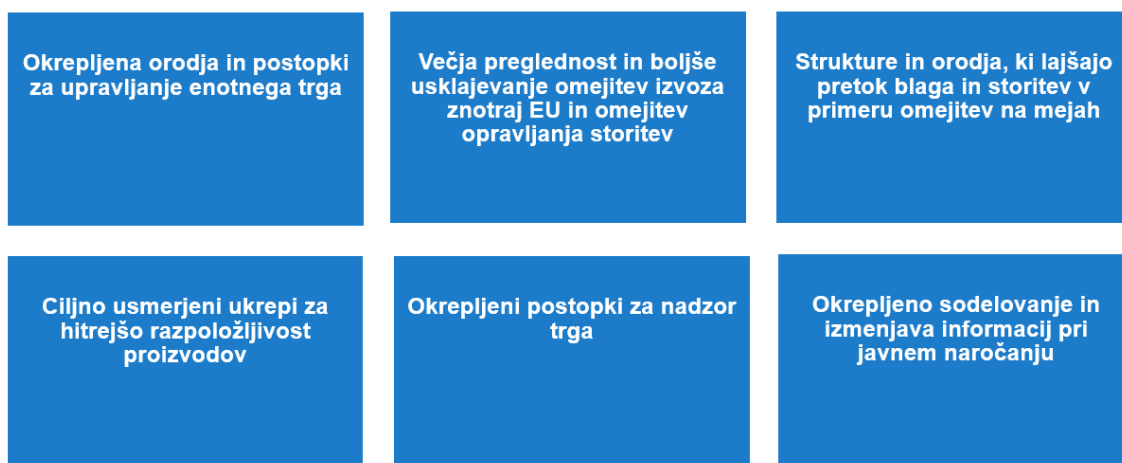 Okrepljena orodja in postopki
za upravljanje enotnega trga
Večja preglednost in boljše
usklajevanje omejitev izvoza
znotraj EU in omejitev
opravljanja storitev
Strukture in orodja, ki lajšajo
pretok blaga in storitev v
primeru omejitev na mejah
Ciljno usmerjeni ukrepi za
hitrejšo razpoložljivost
proizvodov
Okrepljeni postopki za nadzor
trga
Okrepljeno sodelovanje in
izmenjava informacij pri
javnem naročanju